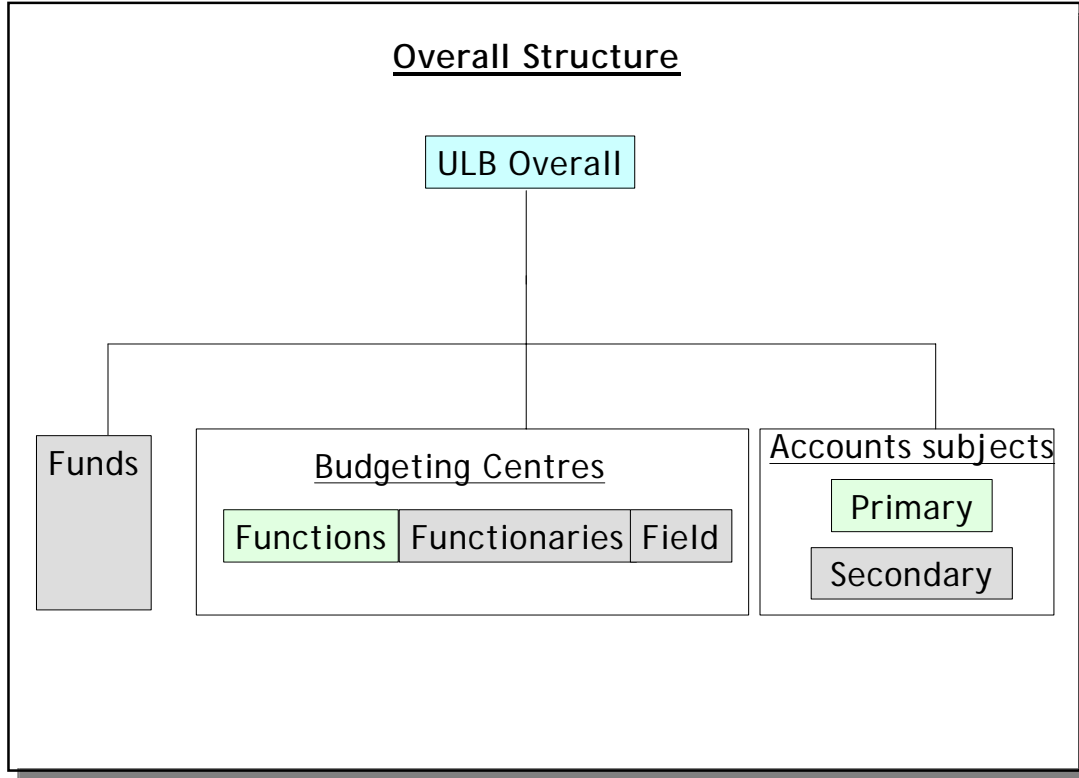 Overall Structure
ULB Overall
Funds
Budgeting Centres
Functions Functionaries Field
Accounts subjects
Primary
Secondary